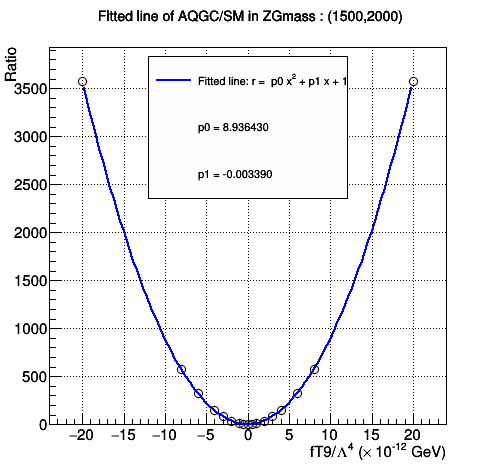 FItted line of AQGC/SM in ZGmass : (1500,2000)
Ratio
Fitted line: r = p0 x² + p1 x + 1
p0 = 8.936430
p1 = -0.003390
3500
3000
2500
2000
1500
1000
500
0
−20 −15 −10 −5 0 5 10 15 20
fT9/Λ⁴ (× 10⁻¹² GeV)